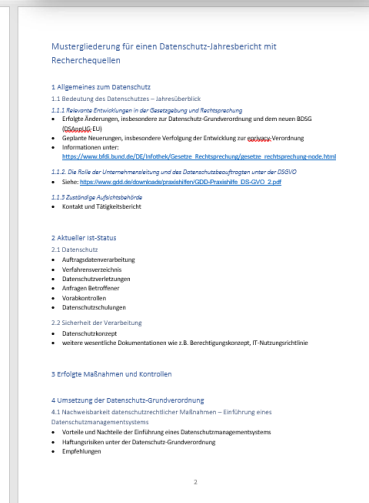 Mustergliederung für einen Datenschutz-Jahresbericht mit
Recherchequellen
1 Allgemeines zum Datenschutz
1.1 Bedeutung des Datenschutzes – Jahresüberblick
1.1.1 Relevante Entwicklungen in der Gesetzgebung und Rechtsprechung
• Erfolgte Änderungen, insbesondere zur Datenschutz-Grundverordnung und dem neuen BDSG
(DSAnpUG-EU)
• Geplante Neuerungen, insbesondere Verfolgung der Entwicklung zur eprivacy-Verordnung
• Informationen unter:
https://www.bfdi.bund.de/DE/Infothek/Gesetze_Rechtsprechung/gesetze_rechtsprechung-node.html
1.1.2. Die Rolle der Unternehmensleitung und des Datenschutzbeauftragten unter der DSGVO
• Siehe: https://www.gdd.de/downloads/praxishilfen/GDD-Praxishilfe_DS-GVO_2.pdf
1.1.3 Zuständige Aufsichtsbehörde
• Kontakt und Tätigkeitsbericht
2 Aktueller Ist-Status
2.1 Datenschutz
• Auftragsdatenverarbeitung
• Verfahrensverzeichnis
• Datenschutzverletzungen
• Anfragen Betroffener
• Vorabkontrollen
• Datenschutzschulungen
2.2 Sicherheit der Verarbeitung
• Datenschutzkonzept
• weitere wesentliche Dokumentationen wie z.B. Berechtigungskonzept, IT-Nutzungsrichtlinie
3 Erfolgte Maßnahmen und Kontrollen
4 Umsetzung der Datenschutz-Grundverordnung
4.1 Nachweisbarkeit datenschutzrechtlicher Maßnahmen – Einführung eines
Datenschutzmanagementsystems
• Vorteile und Nachteile der Einführung eines Datenschutzmanagementsystems
• Haftungsrisiken unter der Datenschutz-Grundverordnung
• Empfehlungen
2